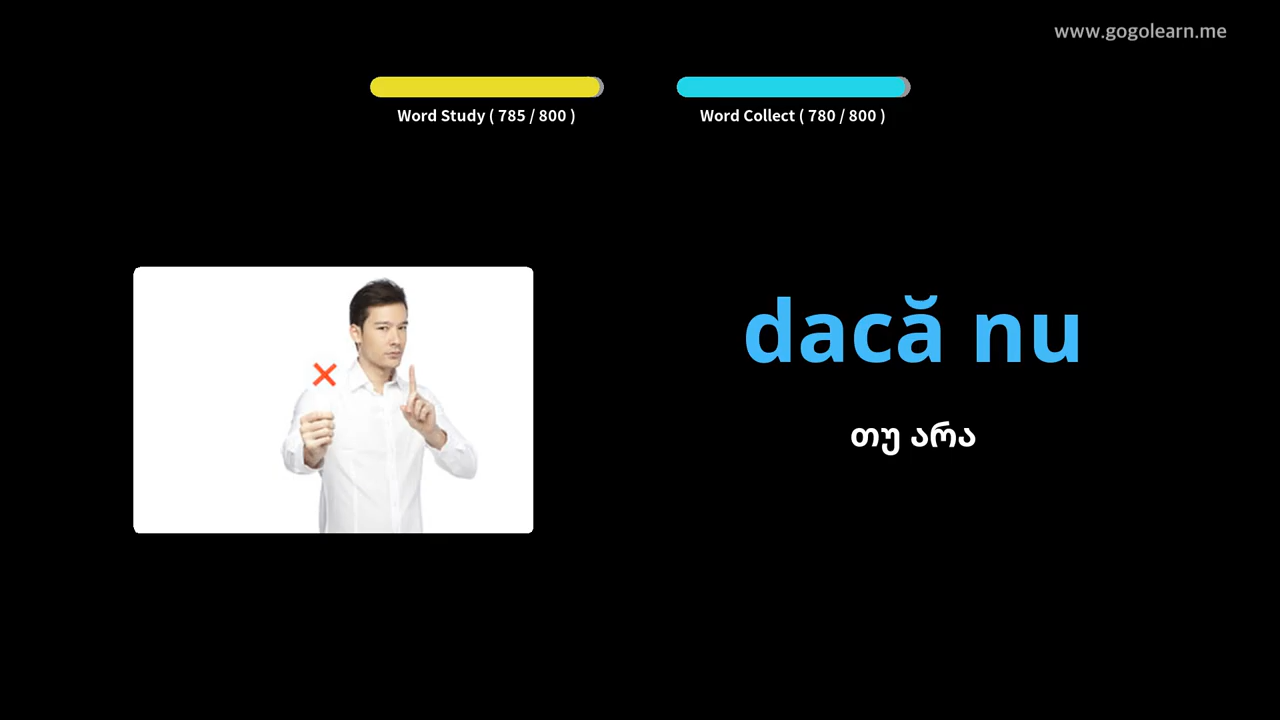 www.gogolearn.me
Word Study ( 785 / 800 )
Word Collect ( 780 / 800 )
dacă nu
თუ არა